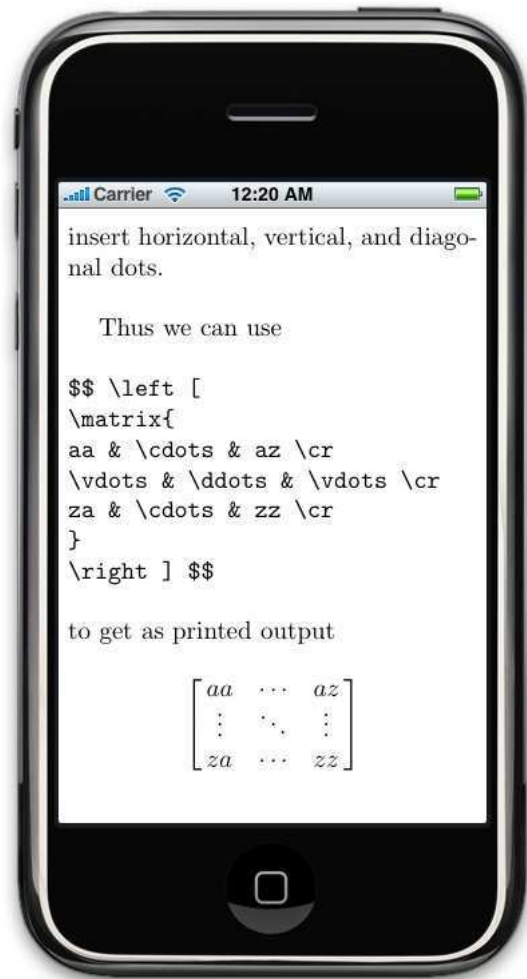 Carrier 12:20 AM
insert horizontal, vertical, and diago-
nal dots.
Thus we can use
$$ \left [
\matrix{
aa & \cdots & az \cr
\vdots & \ddots & \vdots \cr
za & \cdots & zz \cr
}
\right ] $$
to get as printed output
aa ⋯ az
⋮ ⋱ ⋮
za ⋯ zz